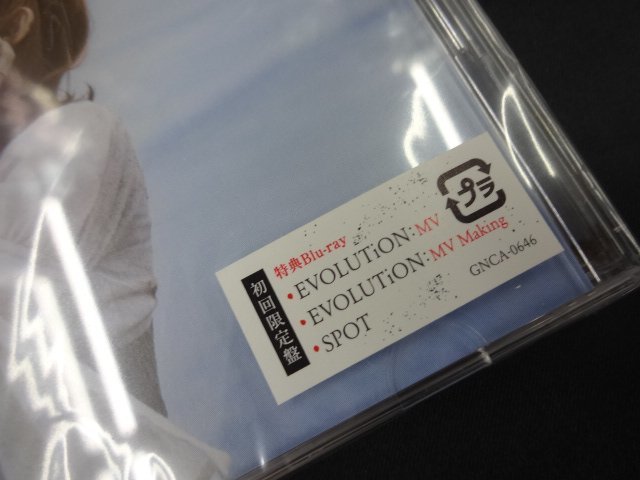 初回限定盤
特典Blu-ray
•EVOLUTiON:MV
•EVOLUTiON:MV Making
•SPOT
プラ
GNCA-0646